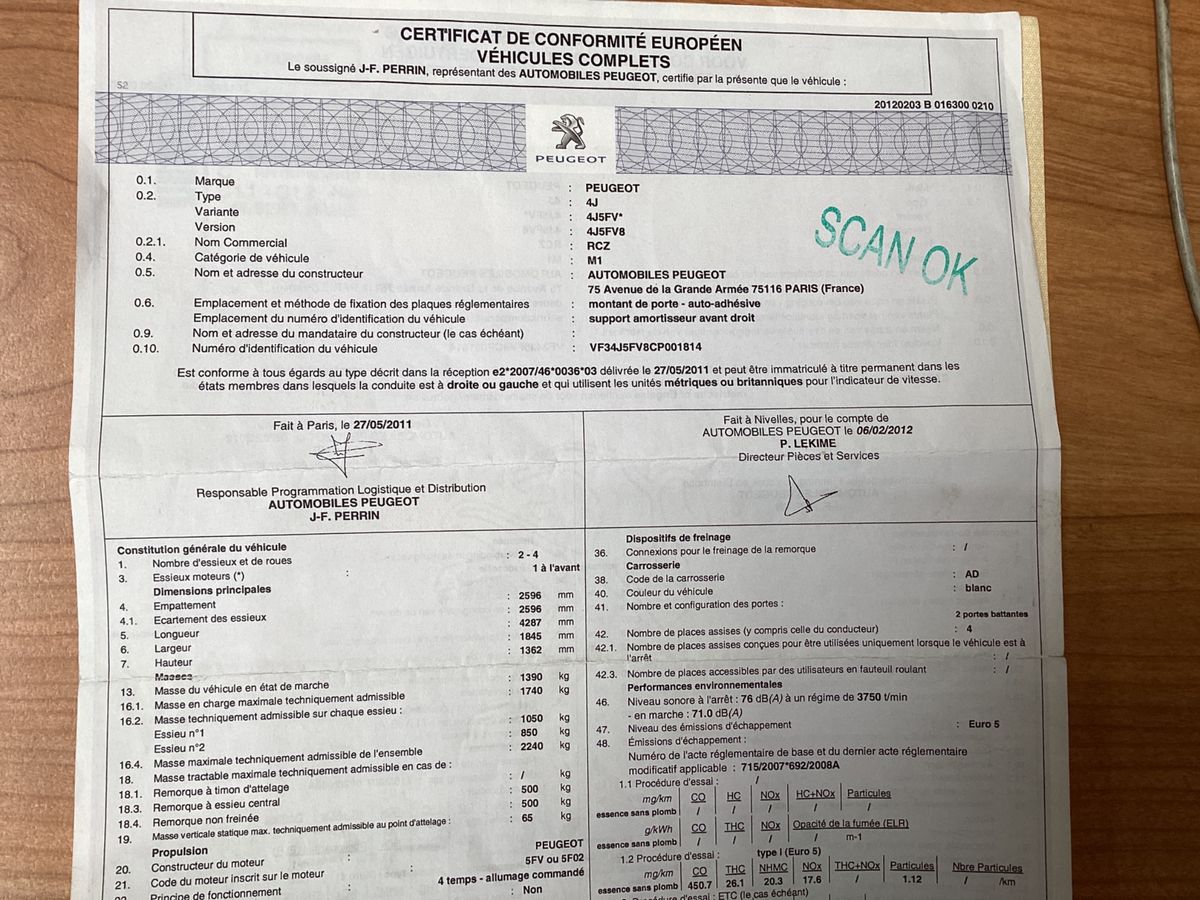 CERTIFICAT DE CONFORMITÉ EUROPÉEN
VÉHICULES COMPLETS
Le soussigné J-F. PERRIN, représentant des AUTOMOBILES PEUGEOT, certifie par la présente que le véhicule :
S2
20120203 B 016300 0210
PEUGEOT
0.1. Marque : PEUGEOT
0.2. Type : 4J
Variante : 4J5FV*
Version : 4J5FV8
0.2.1. Nom Commercial : RCZ
0.4. Catégorie de véhicule : M1
0.5. Nom et adresse du constructeur : AUTOMOBILES PEUGEOT
75 Avenue de la Grande Armée 75116 PARIS (France)
0.6. Emplacement et méthode de fixation des plaques réglementaires : montant de porte - auto-adhésive
Emplacement du numéro d'identification du véhicule : support amortisseur avant droit
0.9. Nom et adresse du mandataire du constructeur (le cas échéant) :
0.10. Numéro d'identification du véhicule : VF34J5FV8CP001814
SCAN OK
Est conforme à tous égards au type décrit dans la réception e2*2007/46*0036*03 délivrée le 27/05/2011 et peut être immatriculé à titre permanent dans les
états membres dans lesquels la conduite est à droite ou gauche et qui utilisent les unités métriques ou britanniques pour l'indicateur de vitesse.
Fait à Paris, le 27/05/2011
Responsable Programmation Logistique et Distribution
AUTOMOBILES PEUGEOT
J-F. PERRIN
Fait à Nivelles, pour le compte de
AUTOMOBILES PEUGEOT le 06/02/2012
P. LEKIME
Directeur Pièces et Services
Constitution générale du véhicule
1. Nombre d'essieux et de roues : 2 - 4
3. Essieux moteurs (*) : 1 à l'avant
Dimensions principales
4. Empattement : 2596 mm
4.1. Ecartement des essieux : 2596 mm
5. Longueur : 4287 mm
6. Largeur : 1845 mm
7. Hauteur : 1362 mm
Masses
13. Masse du véhicule en état de marche : 1390 kg
16.1. Masse en charge maximale techniquement admissible : 1740 kg
16.2. Masse techniquement admissible sur chaque essieu :
Essieu n°1 : 1050 kg
Essieu n°2 : 850 kg
16.4. Masse maximale techniquement admissible de l'ensemble : 2240 kg
18. Masse tractable maximale techniquement admissible en cas de :
18.1. Remorque à timon d'attelage : / kg
18.3. Remorque à essieu central : 500 kg
18.4. Remorque non freinée : 500 kg
19. Masse verticale statique max. techniquement admissible au point d'attelage : : 65 kg
Propulsion
20. Constructeur du moteur : PEUGEOT
21. Code du moteur inscrit sur le moteur : 5FV ou 5F02
22. Principe de fonctionnement : 4 temps - allumage commandé
: Non
Dispositifs de freinage
36. Connexions pour le freinage de la remorque : /
Carrosserie
38. Code de la carrosserie : AD
40. Couleur du véhicule : blanc
41. Nombre et configuration des portes :
2 portes battantes
42. Nombre de places assises (y compris celle du conducteur) : 4
42.1. Nombre de places assises conçues pour être utilisées uniquement lorsque le véhicule est à
l'arrêt : /
42.3. Nombre de places accessibles par des utilisateurs en fauteuil roulant : /
Performances environnementales
46. Niveau sonore à l'arrêt : 76 dB(A) à un régime de 3750 t/min
- en marche : 71.0 dB(A)
47. Niveau des émissions d'échappement : Euro 5
48. Émissions d'échappement :
Numéro de l'acte réglementaire de base et du dernier acte réglementaire
modificatif applicable : 715/2007*692/2008A
1.1 Procédure d'essai : /
mg/km CO HC NOx HC+NOx Particules
essence sans plomb / / / / /
g/kWh CO THC NOx Opacité de la fumée (ELR)
essence sans plomb / / / / m-1
1.2 Procédure d'essai : type I (Euro 5)
mg/km CO THC NHMC NOx THC+NOx Particules Nbre Particules
essence sans plomb 450.7 26.1 20.3 17.6 / 1.12 / /km
d'essai : ETC (le cas échéant)